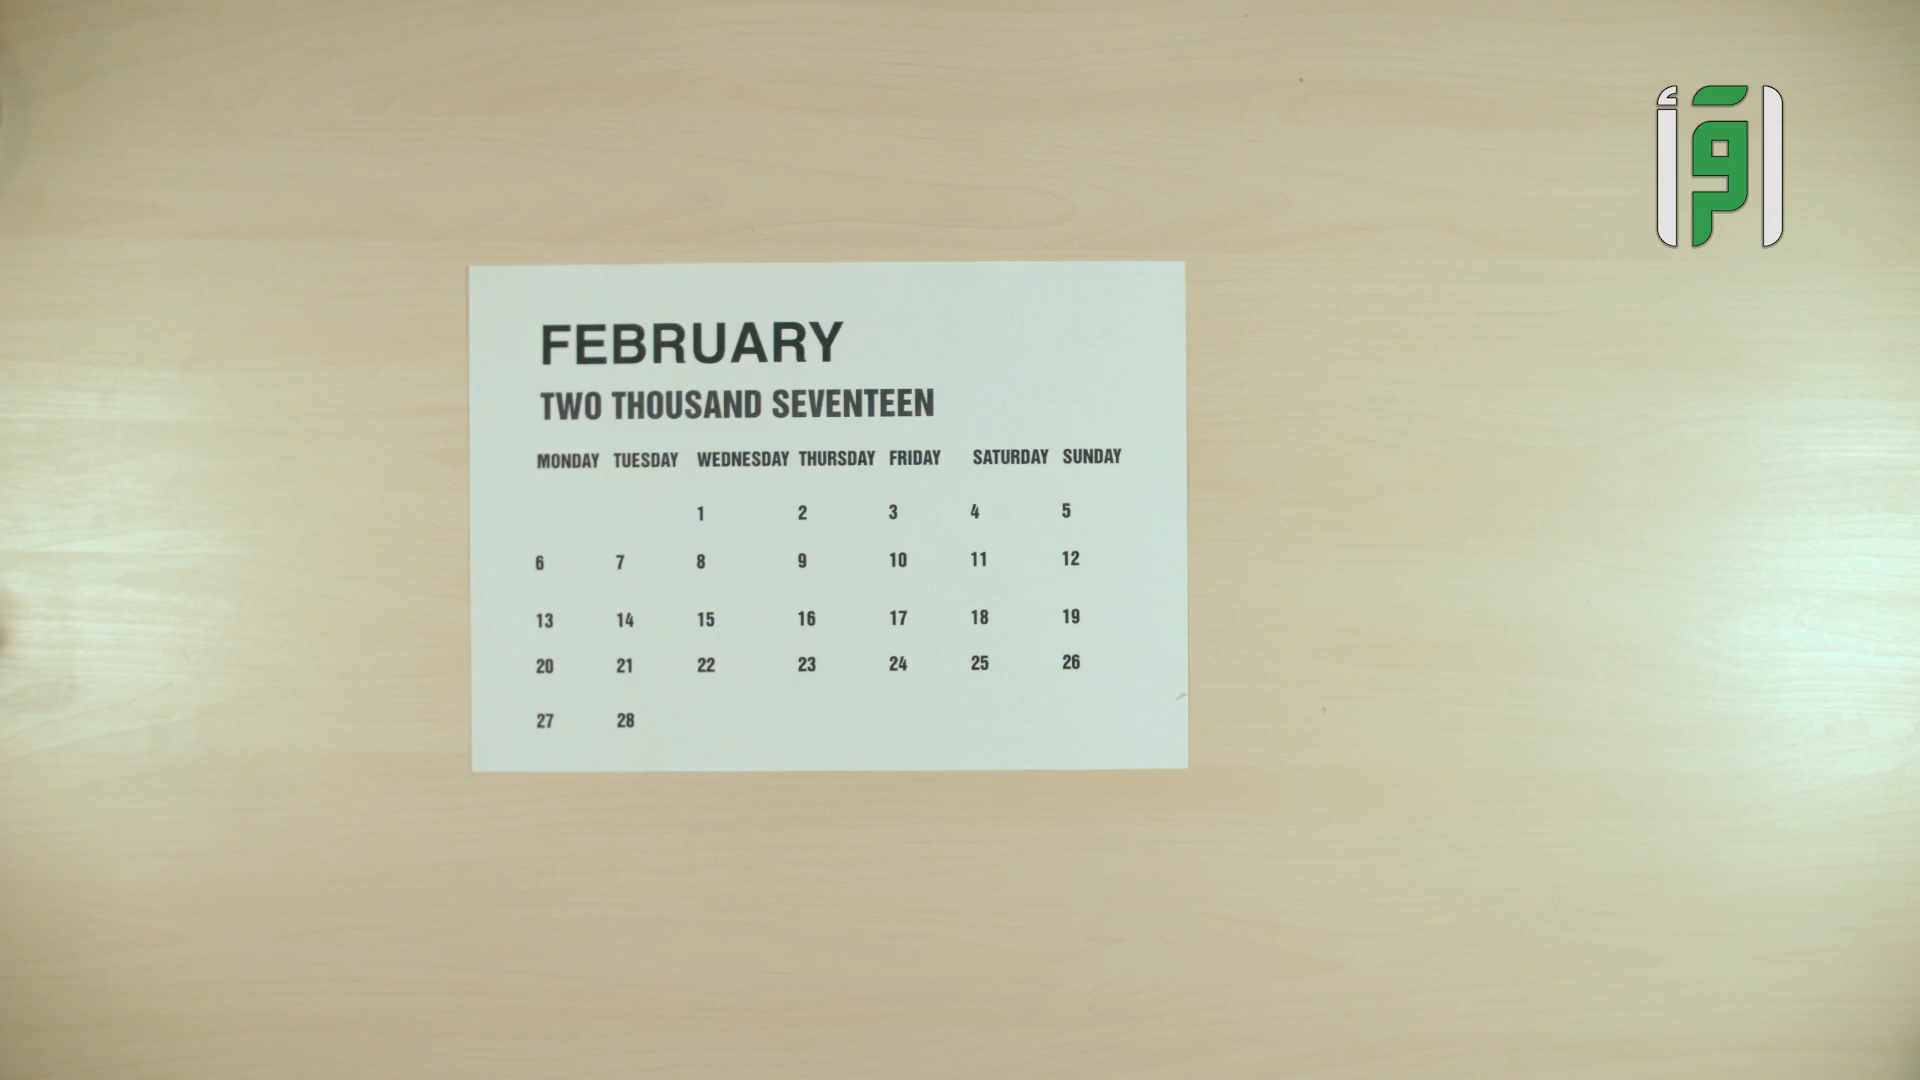 اقرأ
FEBRUARY
TWO THOUSAND SEVENTEEN
MONDAY TUESDAY WEDNESDAY THURSDAY FRIDAY SATURDAY SUNDAY
1 2 3 4 5
6 7 8 9 10 11 12
13 14 15 16 17 18 19
20 21 22 23 24 25 26
27 28